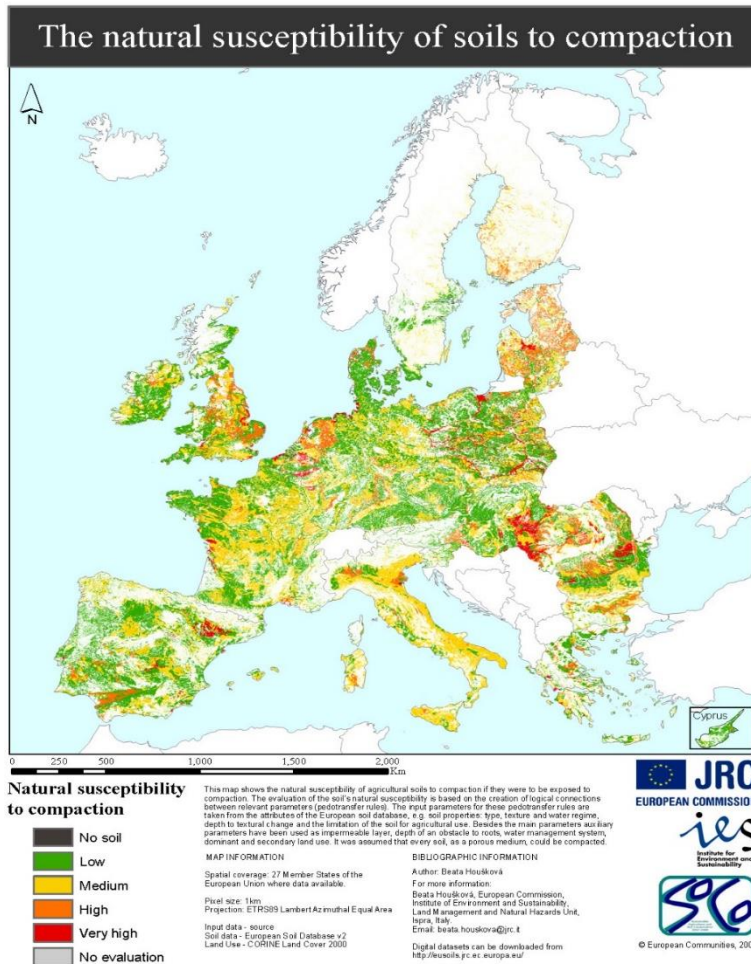 The natural susceptibility of soils to compaction
N
Cyprus
0 250 500 1,000 1,500 2,000
Km
Natural susceptibility
to compaction
No soil
Low
Medium
High
Very high
No evaluation
This map shows the natural susceptibility of agricultural soils to compaction if they were to be exposed to
compaction. The evaluation of the soil's natural susceptibility is based on the creation of logical connections
between relevant parameters (pedotransfer rules). The input parameters for these pedotransfer rules are
taken from the attributes of the European soil database, e.g. soil properties: type, texture and water regime,
depth to textural change and the limitation of the soil for agricultural use. Besides the main parameters auxiliary
parameters have been used as impermeable layer, depth of an obstacle to roots, water management system,
dominant and secondary land use. It was assumed that every soil, as a porous medium, could be compacted.
MAP INFORMATION
Spatial coverage: 27 Member States of the
European Union where data available.
Pixel size: 1km
Projection: ETRS89 Lambert Azimuthal Equal Area
Input data - source
Soil data - European Soil Database v2
Land Use - CORINE Land Cover 2000
BIBLIOGRAPHIC INFORMATION
Author: Beata Houšková
For more information:
Beata Houšková, European Commission,
Institute of Environment and Sustainability,
Land Management and Natural Hazards Unit,
Ispra, Italy.
Email: beata.houskova@jrc.it
Digital datasets can be downloaded from
http://eusoils.jrc.ec.europa.eu/
JRC
EUROPEAN COMMISSIO
ies
Institute for
Environment and
Sustainability
SoCo
© European Communities, 200